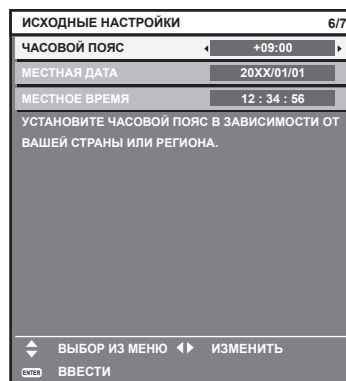 ИСХОДНЫЕ НАСТРОЙКИ 6/7
ЧАСОВОЙ ПОЯС +09:00
МЕСТНАЯ ДАТА 20XX/01/01
МЕСТНОЕ ВРЕМЯ 12 : 34 : 56
УСТАНОВИТЕ ЧАСОВОЙ ПОЯС В ЗАВИСИМОСТИ ОТ
ВАШЕЙ СТРАНЫ ИЛИ РЕГИОНА.
ВЫБОР ИЗ МЕНЮ ИЗМЕНИТЬ
ENTER ВВЕСТИ